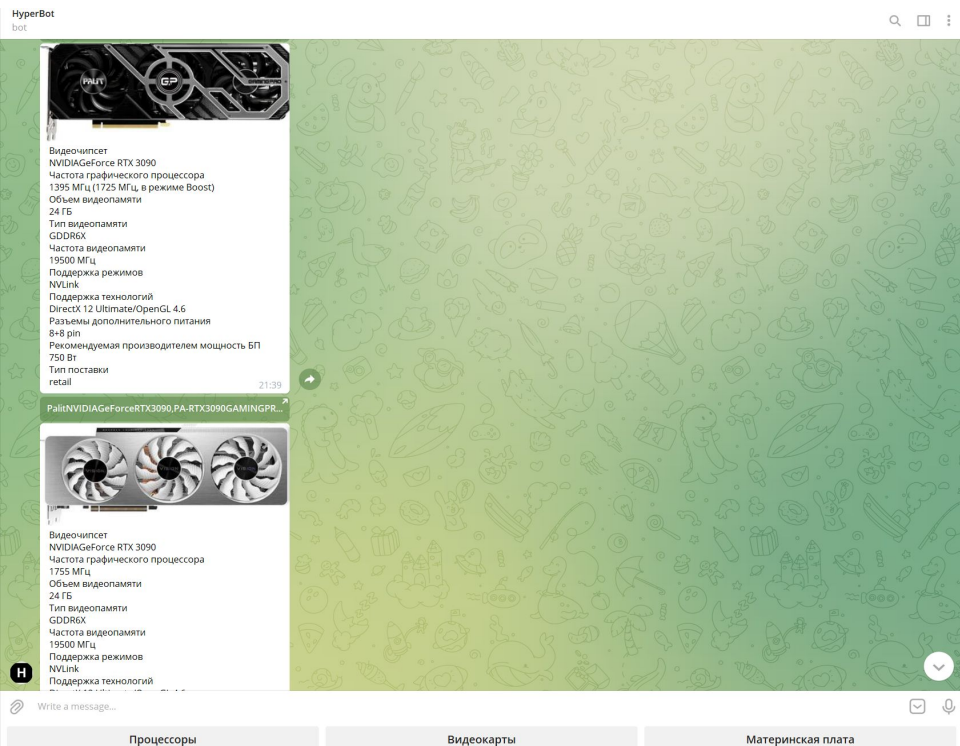 HyperBot
bot
PALIT
GP
GAMINGPRO
Видеочипсет
NVIDIAGeForce RTX 3090
Частота графического процессора
1395 МГц (1725 МГц, в режиме Boost)
Объем видеопамяти
24 ГБ
Тип видеопамяти
GDDR6X
Частота видеопамяти
19500 МГц
Поддержка режимов
NVLink
Поддержка технологий
DirectX 12 Ultimate/OpenGL 4.6
Разъемы дополнительного питания
8+8 pin
Рекомендуемая производителем мощность БП
750 Вт
Тип поставки
retail
21:39
PalitNVIDIAGeForceRTX3090,PA-RTX3090GAMINGPR...
Видеочипсет
NVIDIAGeForce RTX 3090
Частота графического процессора
1755 МГц
Объем видеопамяти
24 ГБ
Тип видеопамяти
GDDR6X
Частота видеопамяти
19500 МГц
Поддержка режимов
NVLink
Поддержка технологий
H
Write a message...
Процессоры
Видеокарты
Материнская плата